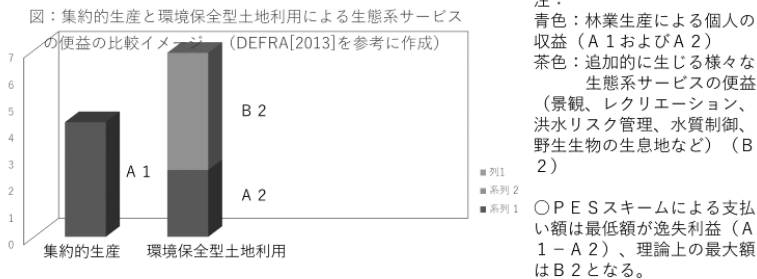 図：集約的生産と環境保全型土地利用による生態系サービス
の便益の比較イメージ　（DEFRA[2013]を参考に作成）
7
6
5
4
3
2
1
0
A 1
B 2
A 2
集約的生産
環境保全型土地利用
列1
系列 2
系列 1
注：
青色：林業生産による個人の
収益（A１およびA２）
茶色：追加的に生じる様々な
生態系サービスの便益
（景観、レクリエーション、
洪水リスク管理、水質制御、
野生生物の生息地など）（B
2）
○ＰＥＳスキームによる支払
い額は最低額が逸失利益（A
１－A２）、理論上の最大額
はB２となる。